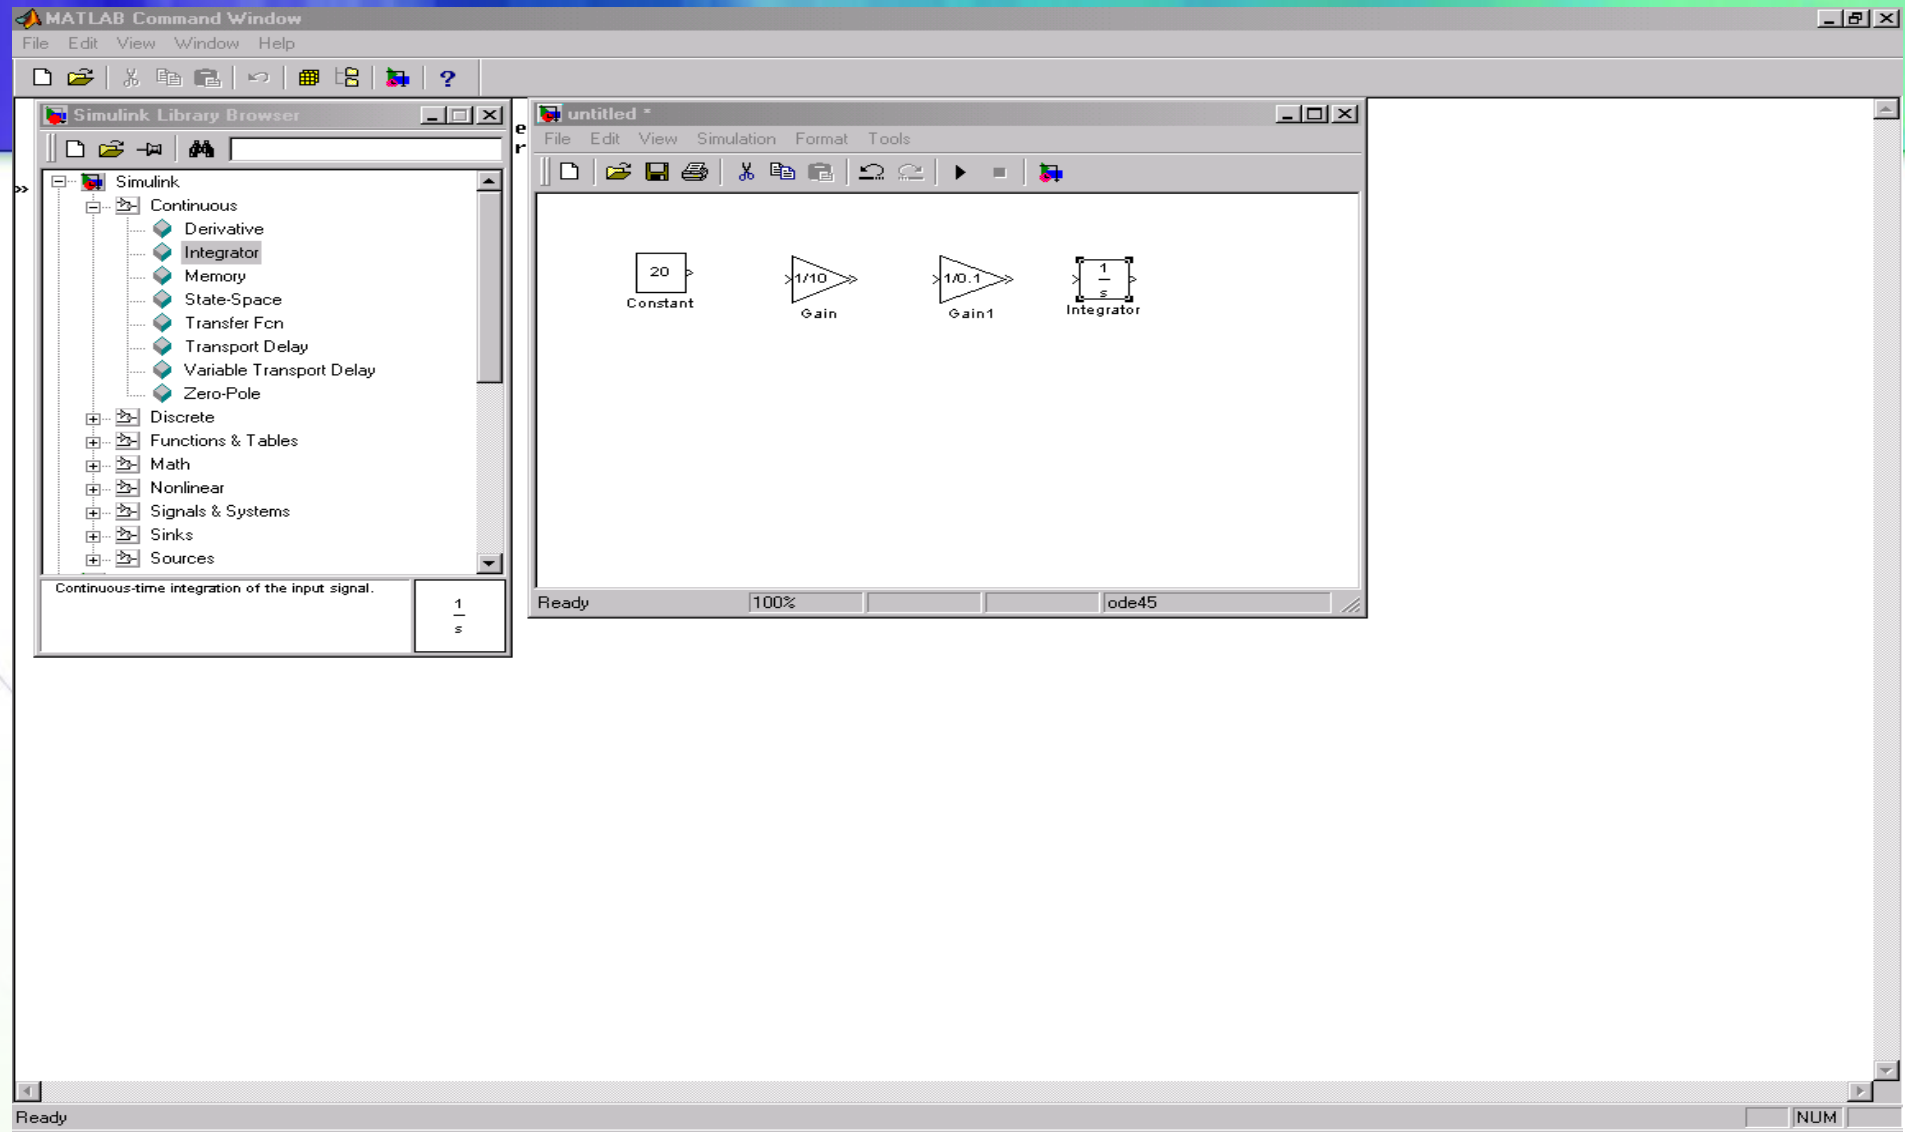 MATLAB Command Window
File Edit View Window Help
?
Simulink Library Browser
Simulink
Continuous
Derivative
Integrator
Memory
State-Space
Transfer Fcn
Transport Delay
Variable Transport Delay
Zero-Pole
Discrete
Functions & Tables
Math
Nonlinear
Signals & Systems
Sinks
Sources
Continuous-time integration of the input signal.
1
s
e
r
>>
untitled *
File Edit View Simulation Format Tools
20
Constant
1/10
Gain
1/0.1
Gain1
1
s
Integrator
Ready 100% ode45
Ready NUM